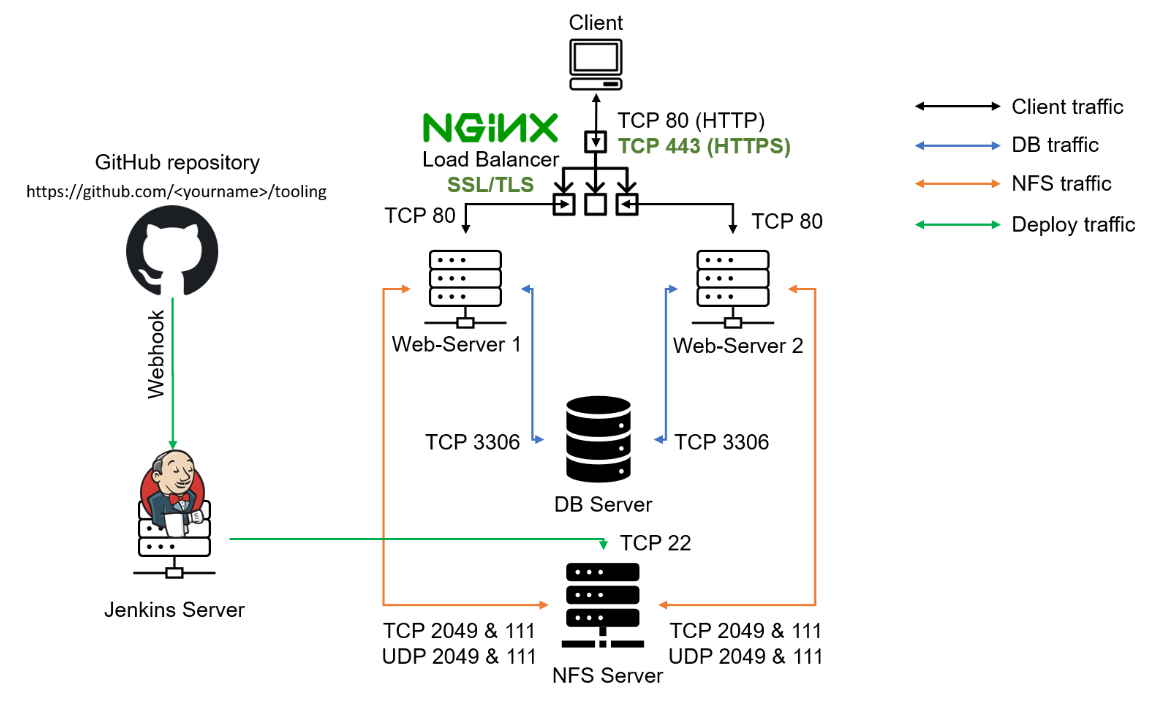 Client
NGINX
TCP 80 (HTTP)
TCP 443 (HTTPS)
Load Balancer
SSL/TLS
Client traffic
DB traffic
NFS traffic
Deploy traffic
GitHub repository
https://github.com/<yourname>/tooling
TCP 80
TCP 80
Webhook
Web-Server 1
Web-Server 2
TCP 3306
TCP 3306
DB Server
TCP 22
Jenkins Server
TCP 2049 & 111
UDP 2049 & 111
TCP 2049 & 111
UDP 2049 & 111
NFS Server